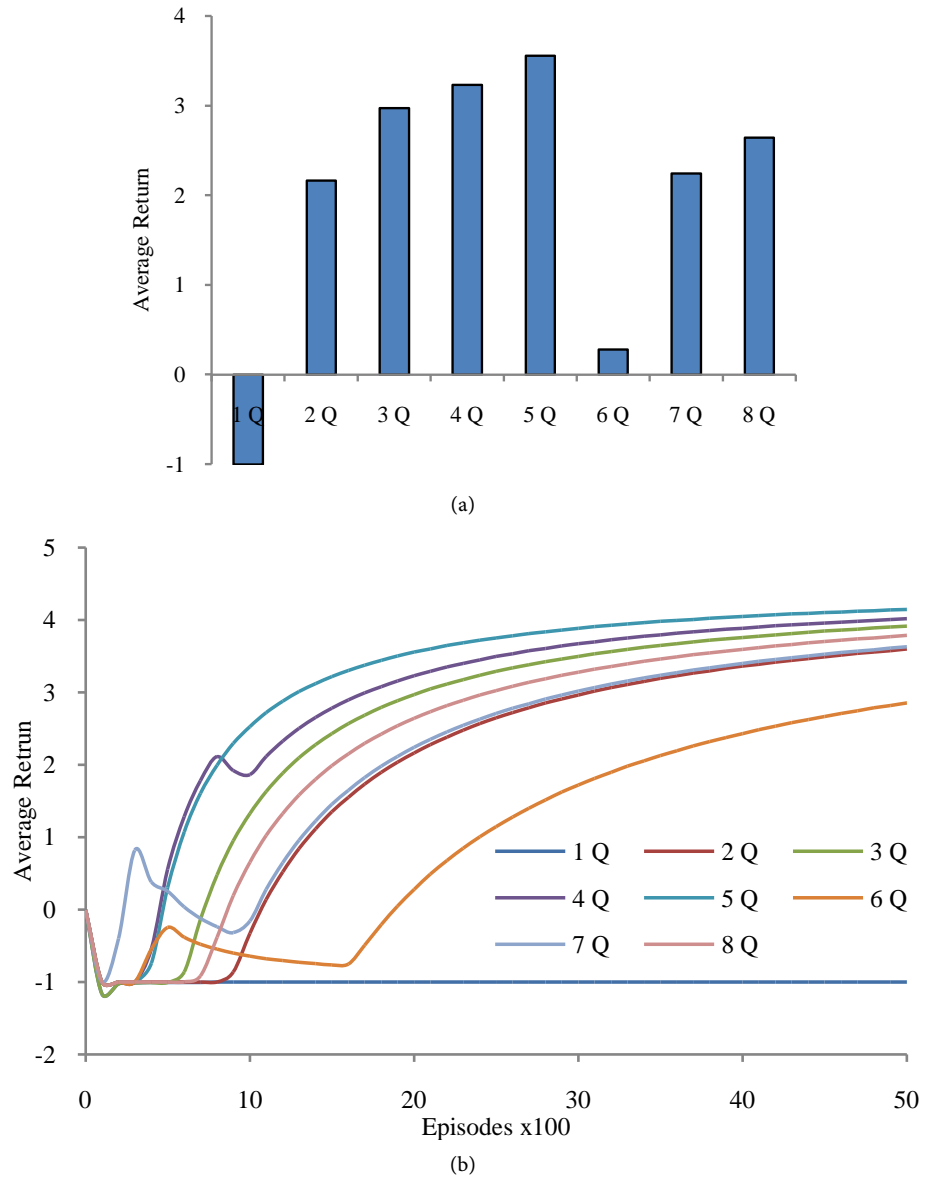 4
3
2
1
0
-1
Average Return
1 Q 2 Q 3 Q 4 Q 5 Q 6 Q 7 Q 8 Q
(a)
5
4
3
2
1
0
-1
-2
Average Retrun
1 Q 2 Q 3 Q
4 Q 5 Q 6 Q
7 Q 8 Q
0 10 20 30 40 50
Episodes x100
(b)